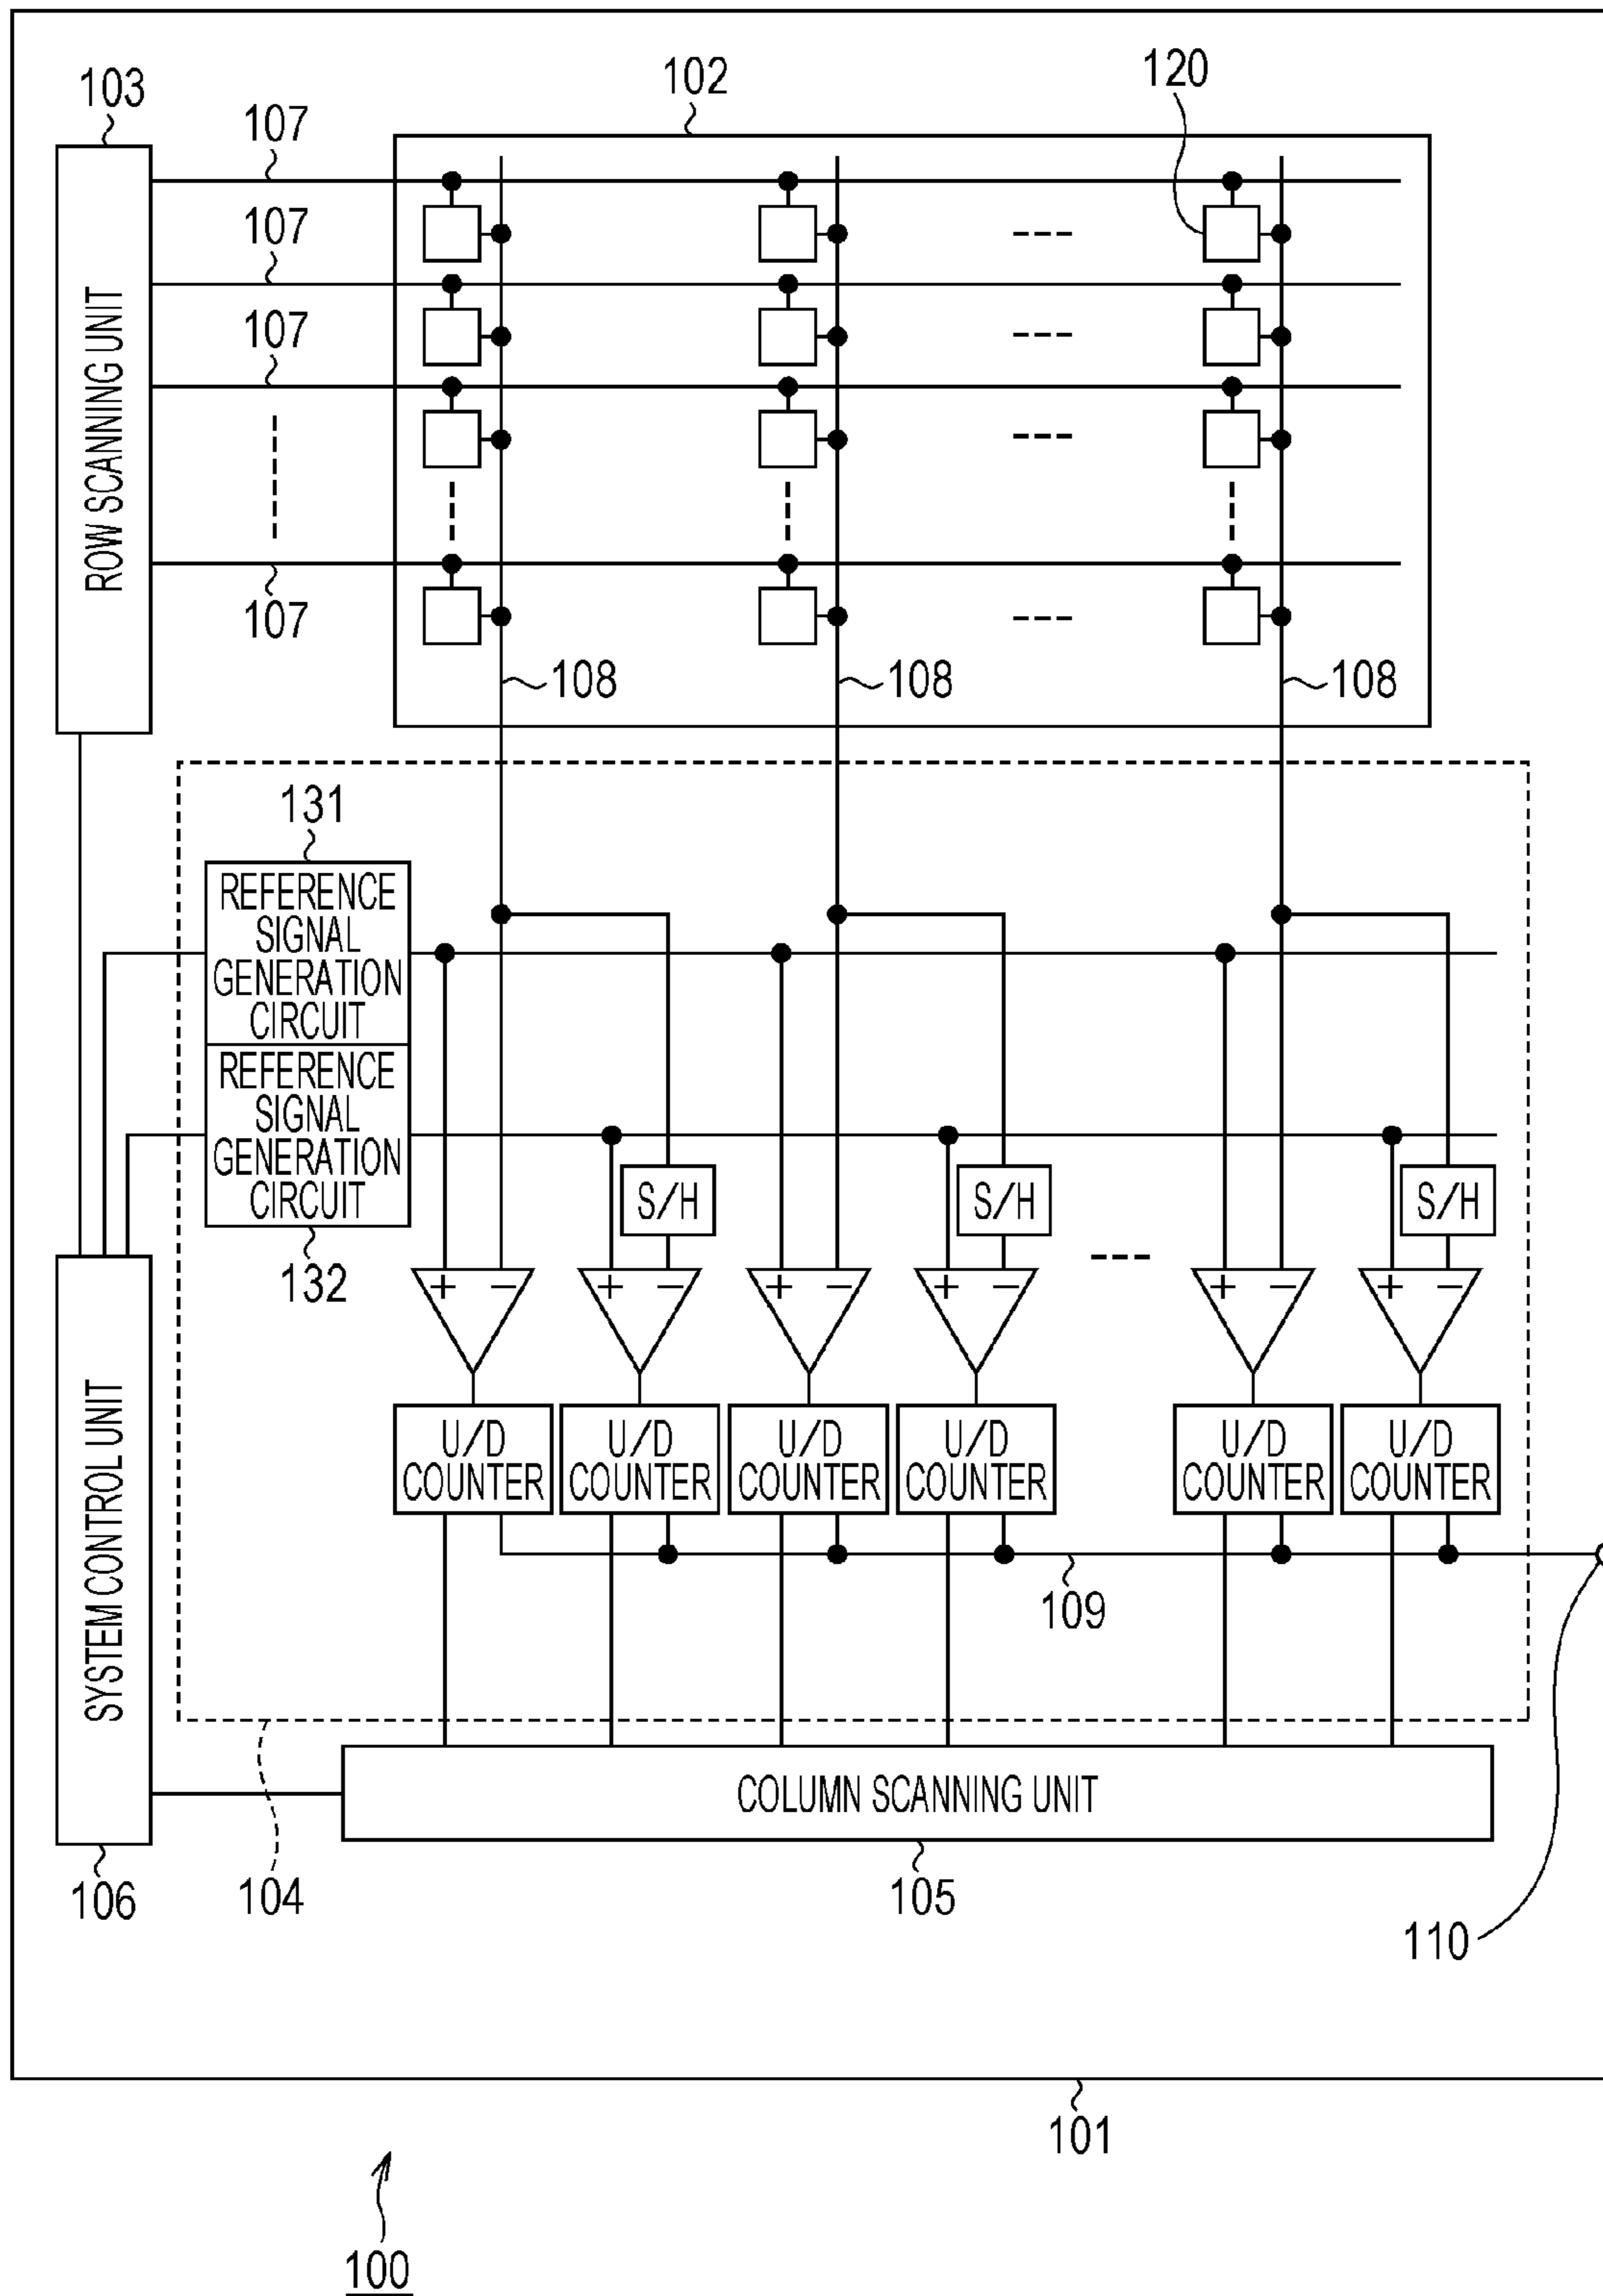 103
102
120
107
107
107
107
ROW SCANNING UNIT
108
108
108
131
REFERENCE
SIGNAL
GENERATION
CIRCUIT
REFERENCE
SIGNAL
GENERATION
CIRCUIT
132
S/H
S/H
S/H
+ −
+ −
+ −
+ −
+ −
+ −
U/D
COUNTER
U/D
COUNTER
U/D
COUNTER
U/D
COUNTER
U/D
COUNTER
U/D
COUNTER
109
SYSTEM CONTROL UNIT
COLUMN SCANNING UNIT
106
104
105
110
101
100